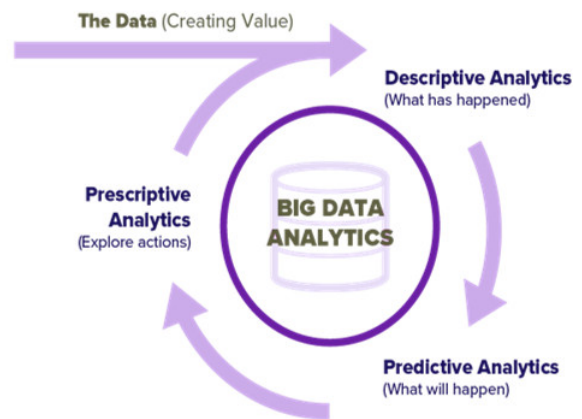 The Data (Creating Value)
Descriptive Analytics
(What has happened)
Prescriptive
Analytics
(Explore actions)
BIG DATA
ANALYTICS
Predictive Analytics
(What will happen)